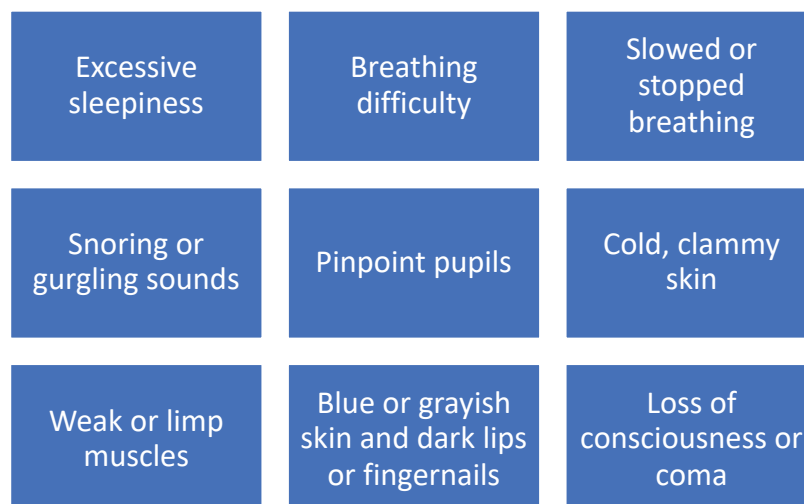 Excessive
sleepiness
Breathing
difficulty
Slowed or
stopped
breathing
Snoring or
gurgling sounds
Pinpoint pupils
Cold, clammy
skin
Weak or limp
muscles
Blue or grayish
skin and dark lips
or fingernails
Loss of
consciousness or
coma